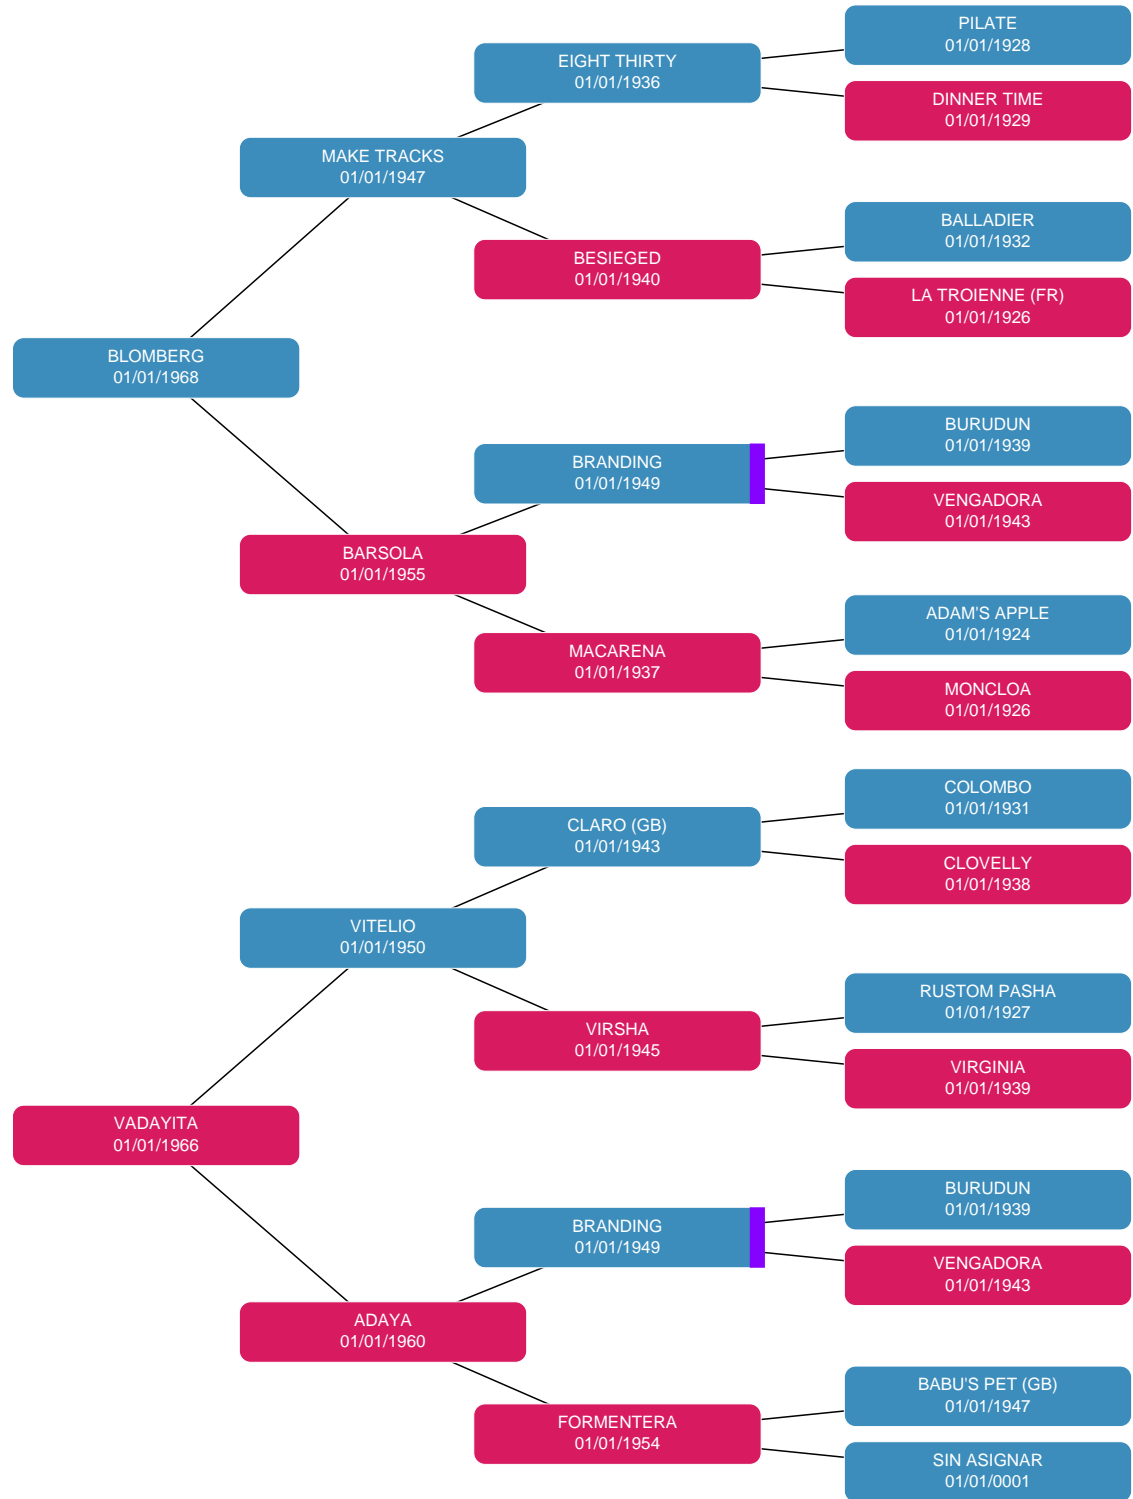 PILATE
01/01/1928
EIGHT THIRTY
01/01/1936
DINNER TIME
01/01/1929
MAKE TRACKS
01/01/1947
BALLADIER
01/01/1932
BESIEGED
01/01/1940
LA TROIENNE (FR)
01/01/1926
BLOMBERG
01/01/1968
BURUDUN
01/01/1939
BRANDING
01/01/1949
VENGADORA
01/01/1943
BARSOLA
01/01/1955
ADAM'S APPLE
01/01/1924
MACARENA
01/01/1937
MONCLOA
01/01/1926
COLOMBO
01/01/1931
CLARO (GB)
01/01/1943
CLOVELLY
01/01/1938
VITELIO
01/01/1950
RUSTOM PASHA
01/01/1927
VIRSHA
01/01/1945
VIRGINIA
01/01/1939
VADAYITA
01/01/1966
BURUDUN
01/01/1939
BRANDING
01/01/1949
VENGADORA
01/01/1943
ADAYA
01/01/1960
BABU'S PET (GB)
01/01/1947
FORMENTERA
01/01/1954
SIN ASIGNAR
01/01/0001